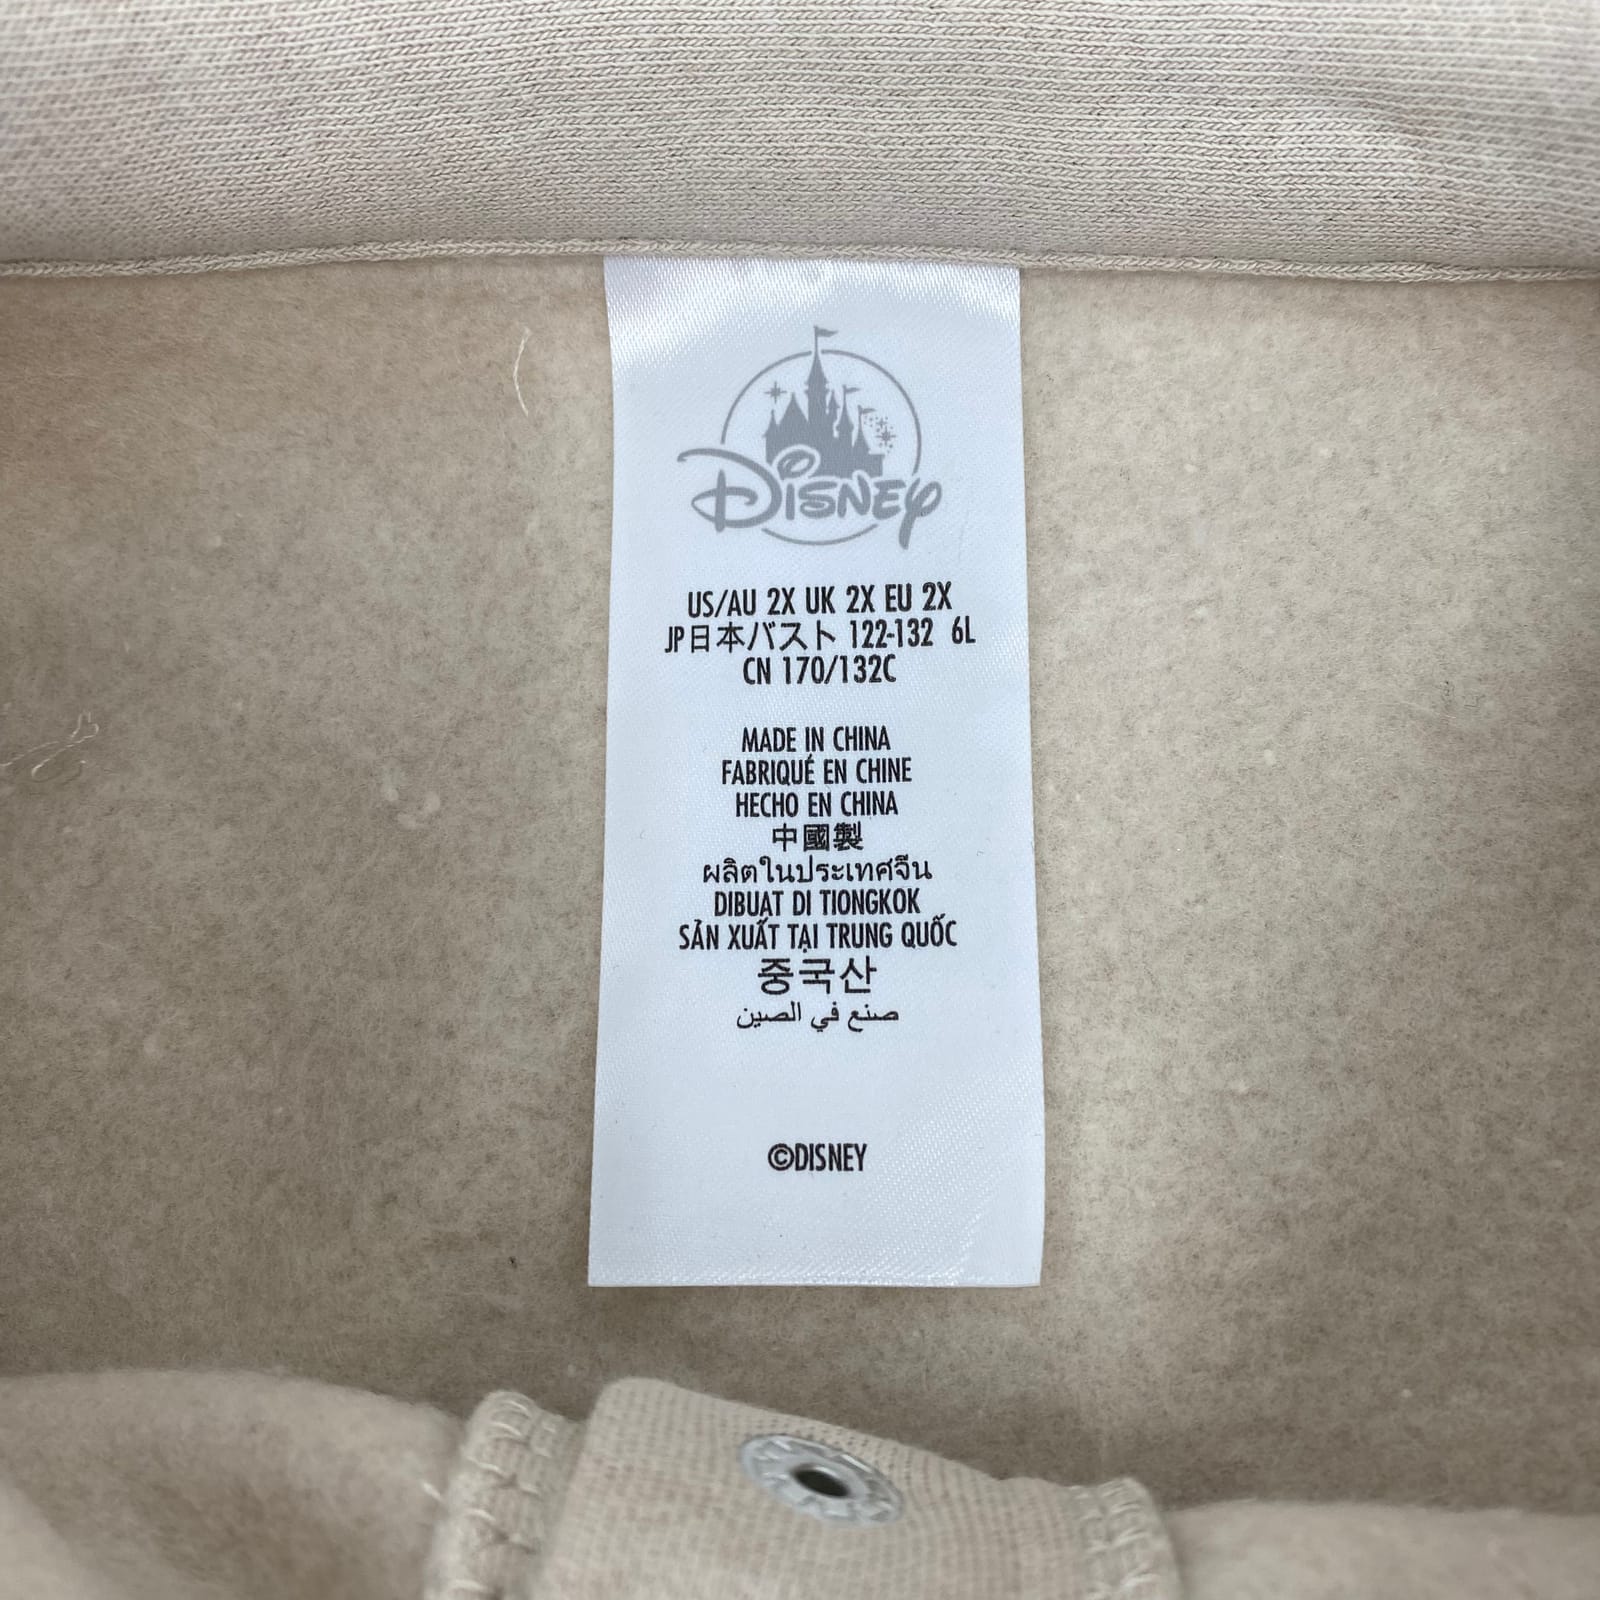 Disney
US/AU 2X UK 2X EU 2X
JP日本バスト 122-132 6L
CN 170/132C
MADE IN CHINA
FABRIQUÉ EN CHINE
HECHO EN CHINA
中國製
ผลิตในประเทศจีน
DIBUAT DI TIONGKOK
SẢN XUẤT TẠI TRUNG QUỐC
중국산
صنع في الصين
©DISNEY